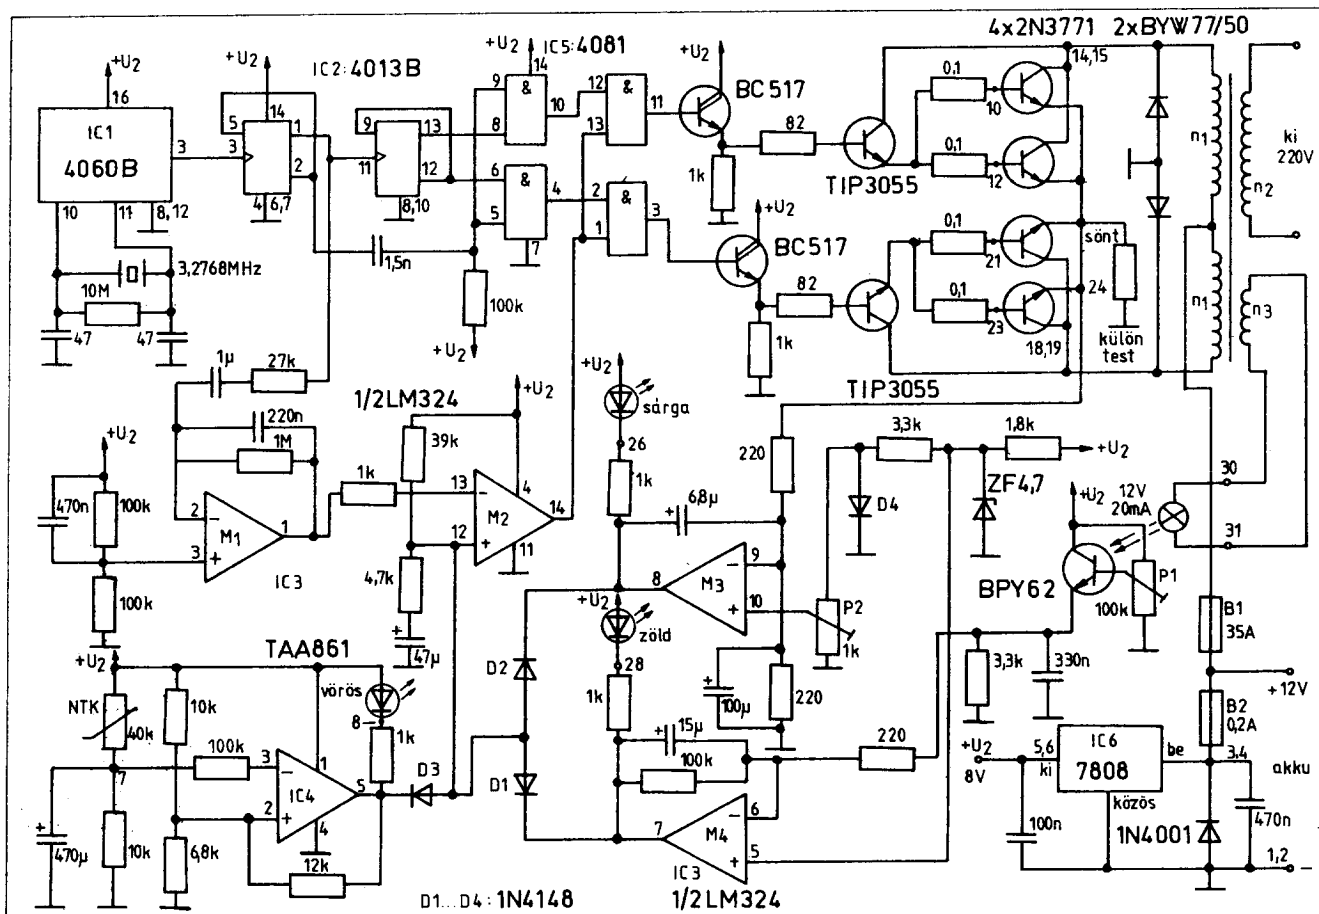 4x2N3771 2xBYW77/50
+U2
IC2:4013B
+U2
IC5:4081
+U2
14,15
16
IC1
4060B
3
10
11
8,12
3,2768MHz
10M
47
47
14
5
3
1
2
4
6,7
9
11
13
12
8,10
1,5n
100k
+U2
14
9
8
&
10
6
5
&
4
7
12
13
&
11
2
1
&
3
BC517
1k
82
TIP3055
+U2
BC517
1k
82
TIP3055
0,1
10
0,1
12
0,1
21
0,1
23
18,19
sönt
24
külön
test
n1
n1
n2
n3
ki
220V
1µ
27k
220n
1M
+U2
470n
100k
100k
2
−
3
+
M1
1
IC3
1/2LM324
39k
+U2
1k
13
−
12
+
4
M2
14
11
4,7k
+
47µ
+U2
sárga
26
1k
6,8µ
+
220
3,3k
1,8k
+U2
D4
ZF4,7
8
M3
9
−
10
+
P2
1k
+U2
zöld
28
1k
100µ
+
220
+U2
12V
20mA
30
31
BPY62
P1
100k
3,3k
330n
B1
35A
+12V
B2
0,2A
+U2
8V
5,6
ki
IC6
7808
be
közös
3,4
akku
100n
1N4001
470n
1,2
−
+U2
TAA861
NTK
40k
10k
vörös
8
1k
100k
7
3
−
2
+
1
IC4
5
4
D3
+
470µ
10k
6,8k
12k
D2
D1
15µ
+
100k
220
7
M4
6
−
5
+
IC3
1/2LM324
D1...D4:1N4148